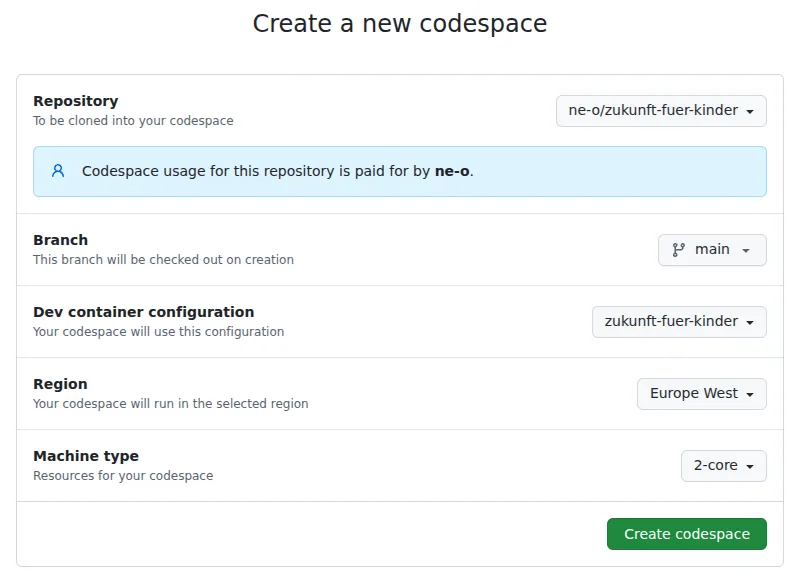 Create a new codespace
Repository
To be cloned into your codespace
ne-o/zukunft-fuer-kinder
Codespace usage for this repository is paid for by ne-o.
Branch
This branch will be checked out on creation
main
Dev container configuration
Your codespace will use this configuration
zukunft-fuer-kinder
Region
Your codespace will run in the selected region
Europe West
Machine type
Resources for your codespace
2-core
Create codespace